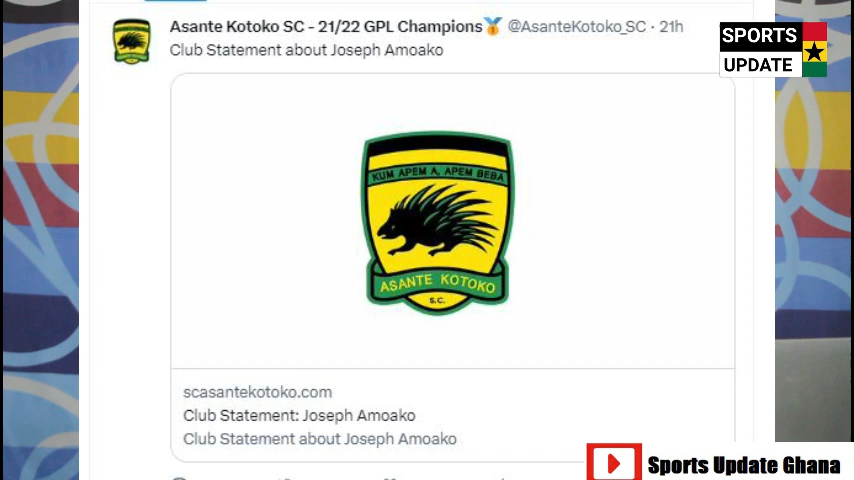 Asante Kotoko SC - 21/22 GPL Champions🥇 @AsanteKotoko_SC · 21h
Club Statement about Joseph Amoako
SPORTS
UPDATE
KUM APEM A, APEM BEBA
ASANTE KOTOKO
S.C.
scasantekotoko.com
Club Statement: Joseph Amoako
Club Statement about Joseph Amoako
Sports Update Ghana